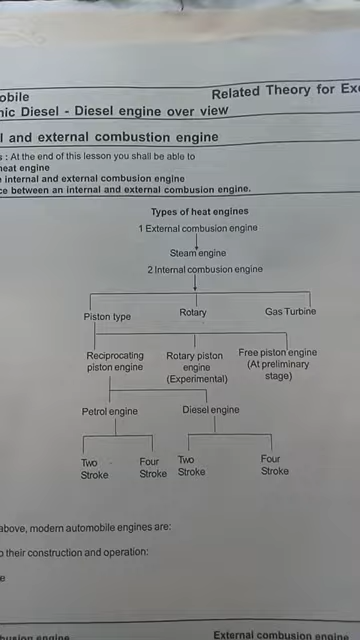 obile
Related Theory for Exe
nic Diesel - Diesel engine over view
l and external combustion engine
s : At the end of this lesson you shall be able to
heat engine
internal and external combustion engine
ce between an internal and external combustion engine.
Types of heat engines
1 External combustion engine
Steam engine
2 Internal combustion engine
Piston type
Rotary
Gas Turbine
Reciprocating
piston engine
Rotary piston
engine
(Experimental)
Free piston engine
(At preliminary
stage)
Petrol engine
Diesel engine
Two
Stroke
Four
Stroke
Two
Stroke
Four
Stroke
above, modern automobile engines are:
o their construction and operation:
e
bustion engine
External combustion engine